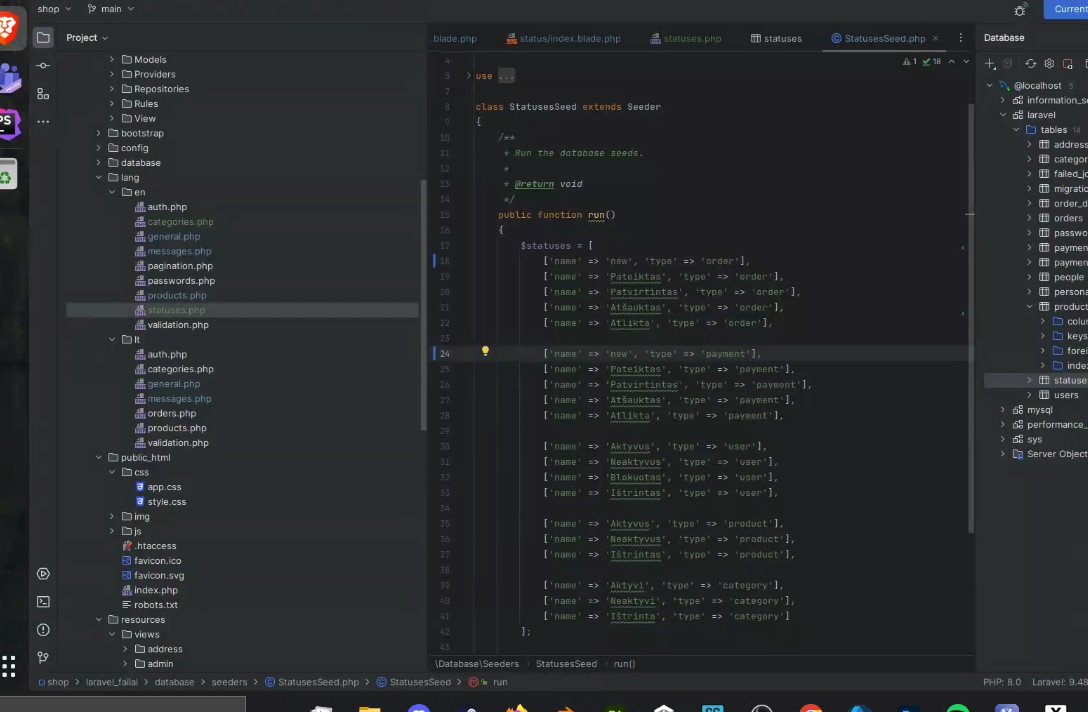 shop main Current
Project
blade.php status/index.blade.php statuses.php statuses StatusesSeed.php
Database
Models
Providers
Repositories
Rules
View
bootstrap
config
database
lang
en
auth.php
categories.php
general.php
messages.php
pagination.php
passwords.php
products.php
statuses.php
validation.php
lt
auth.php
categories.php
general.php
messages.php
orders.php
products.php
validation.php
public_html
css
app.css
style.css
img
js
.htaccess
favicon.ico
favicon.svg
index.php
robots.txt
resources
views
address
admin
1 18
4
5 use ...
7
8 class StatusesSeed extends Seeder
9 {
10 /**
11 * Run the database seeds.
12 *
13 * @return void
14 */
15 public function run()
16 {
17 $statuses = [
18 ['name' => 'new', 'type' => 'order'],
19 ['name' => 'Pateiktas', 'type' => 'order'],
20 ['name' => 'Patvirtintas', 'type' => 'order'],
21 ['name' => 'Atšauktas', 'type' => 'order'],
22 ['name' => 'Atlikta', 'type' => 'order'],
23
24 ['name' => 'new', 'type' => 'payment'],
25 ['name' => 'Pateiktas', 'type' => 'payment'],
26 ['name' => 'Patvirtintas', 'type' => 'payment'],
27 ['name' => 'Atšauktas', 'type' => 'payment'],
28 ['name' => 'Atlikta', 'type' => 'payment'],
29
30 ['name' => 'Aktyvus', 'type' => 'user'],
31 ['name' => 'Neaktyvus', 'type' => 'user'],
32 ['name' => 'Blokuotas', 'type' => 'user'],
33 ['name' => 'Ištrintas', 'type' => 'user'],
34
35 ['name' => 'Aktyvus', 'type' => 'product'],
36 ['name' => 'Neaktyvus', 'type' => 'product'],
37 ['name' => 'Ištrintas', 'type' => 'product'],
38
39 ['name' => 'Aktyvi', 'type' => 'category'],
40 ['name' => 'Neaktyvi', 'type' => 'category'],
41 ['name' => 'Ištrinta', 'type' => 'category']
42 ];
43
\Database\Seeders StatusesSeed run()
@localhost 5
information_s
laravel
tables
address
categor
failed_jo
migratio
order_d
orders
passwo
paymen
paymen
people
persona
product
colu
keys
forei
index
statuse
users
mysql
performance_
sys
Server Object
shop laravel_failai database seeders StatusesSeed.php StatusesSeed run
PHP: 8.0 Laravel: 9.48